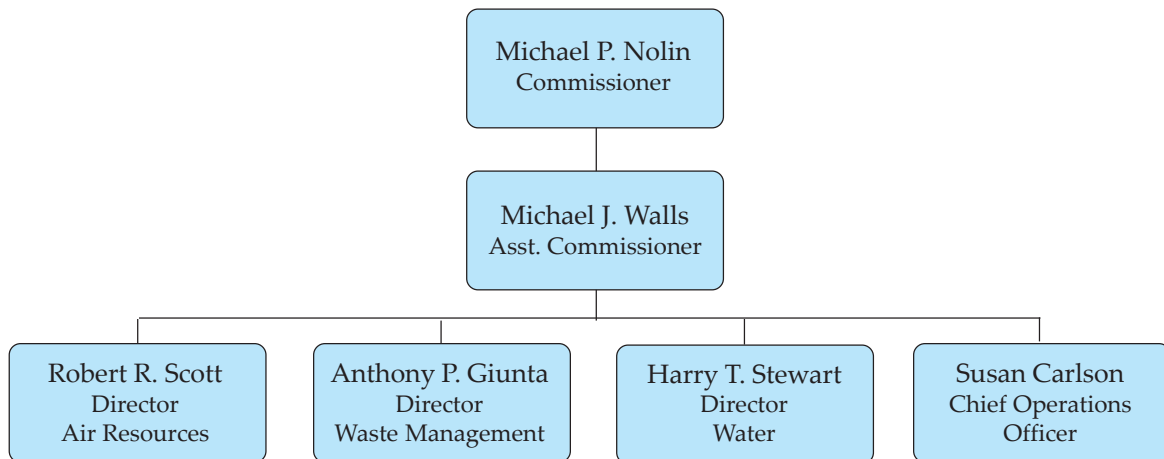 Michael P. Nolin
Commissioner
Michael J. Walls
Asst. Commissioner
Robert R. Scott
Director
Air Resources
Anthony P. Giunta
Director
Waste Management
Harry T. Stewart
Director
Water
Susan Carlson
Chief Operations
Officer